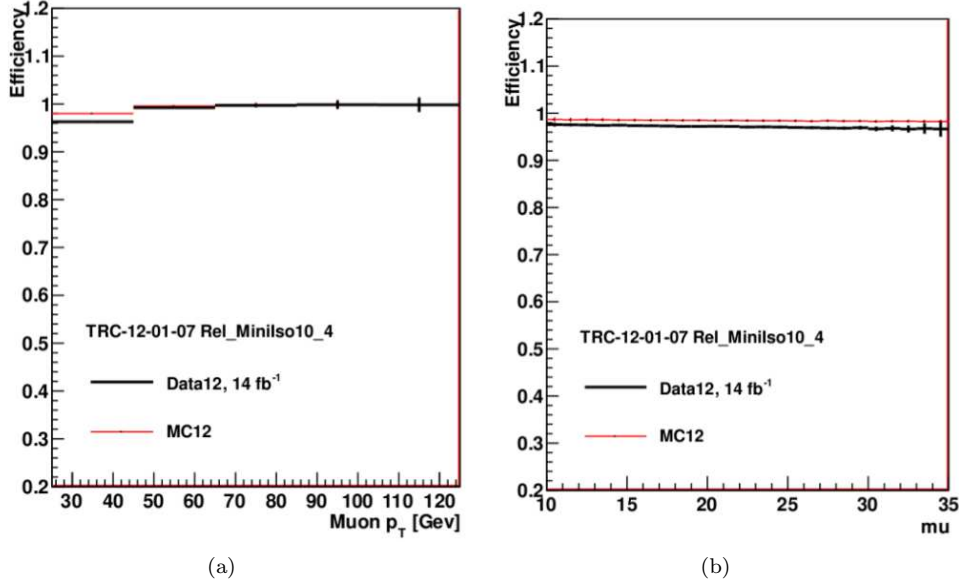 Efficiency
1.2
1.1
1
0.9
0.8
0.7
0.6
0.5
0.4
0.3
0.2
TRC-12-01-07 Rel_MiniIso10_4
Data12, 14 fb⁻¹
MC12
30 40 50 60 70 80 90 100 110 120
Muon p_T [Gev]
(a)
Efficiency
1.2
1.1
1
0.9
0.8
0.7
0.6
0.5
0.4
0.3
0.2
TRC-12-01-07 Rel_MiniIso10_4
Data12, 14 fb⁻¹
MC12
10 15 20 25 30 35
mu
(b)